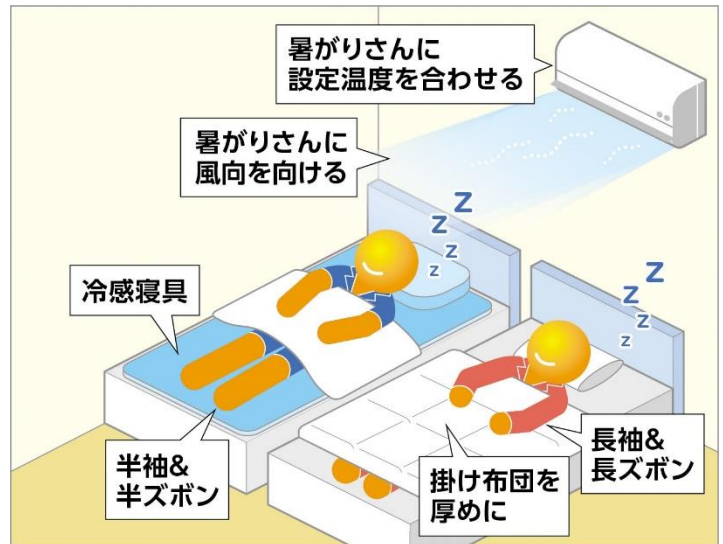 暑がりさんに
設定温度を合わせる
暑がりさんに
風向を向ける
z
z
z
z
冷感寝具
z
z
z
z
半袖&
半ズボン
掛け布団を
厚めに
長袖&
長ズボン